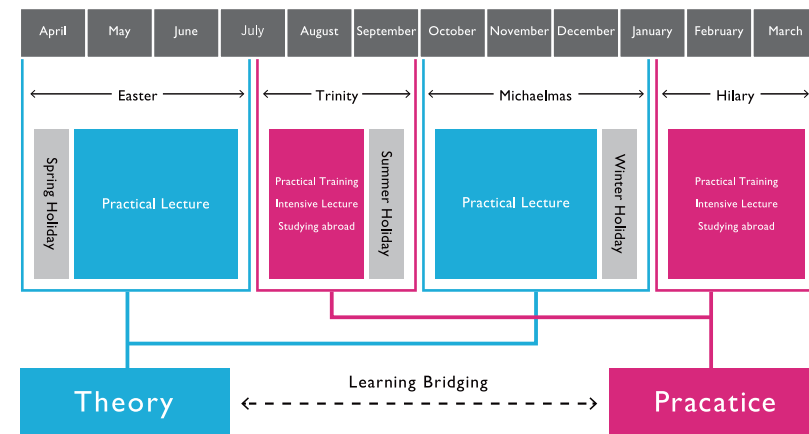 April May June July August September October November December January February March
Easter Trinity Michaelmas Hilary
Spring Holiday
Practical Lecture
Practical Training
Intensive Lecture
Studying abroad
Summer Holiday
Practical Lecture
Winter Holiday
Practical Training
Intensive Lecture
Studying abroad
Learning Bridging
Theory
Pracatice